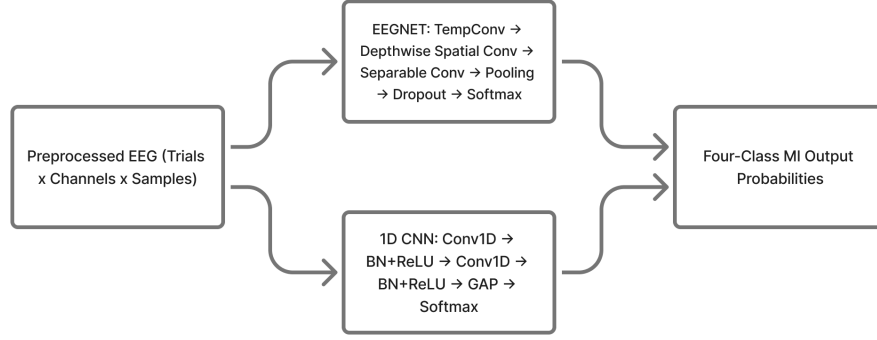 EEGNET: TempConv →
Depthwise Spatial Conv →
Separable Conv → Pooling
→ Dropout → Softmax
Preprocessed EEG (Trials
x Channels x Samples)
Four-Class MI Output
Probabilities
1D CNN: Conv1D →
BN+ReLU → Conv1D →
BN+ReLU → GAP →
Softmax